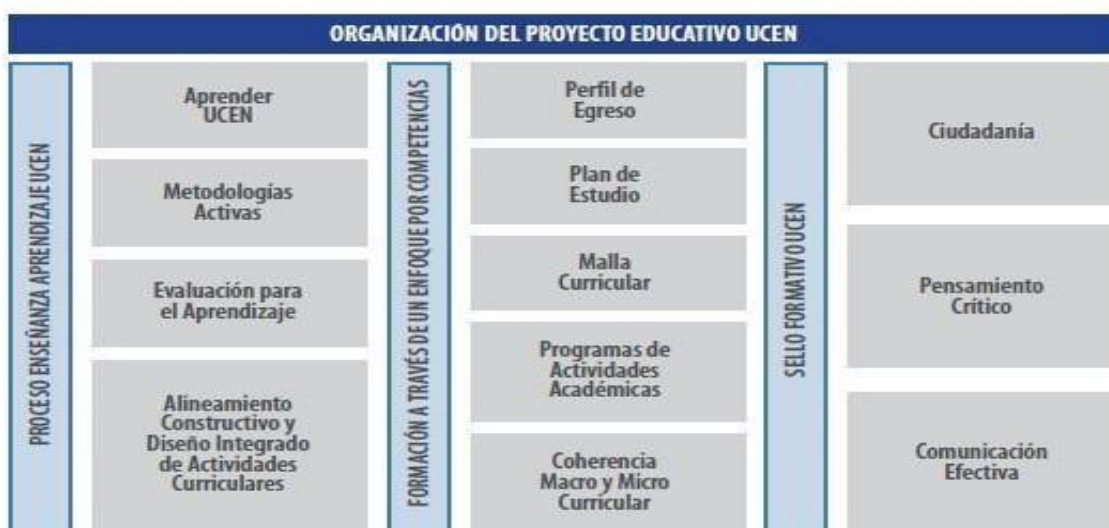 ORGANIZACIÓN DEL PROYECTO EDUCATIVO UCEN
PROCESO ENSEÑANZA APRENDIZAJE UCEN
Aprender
UCEN
Metodologías
Activas
Evaluación para
el Aprendizaje
Alineamiento
Constructivo y
Diseño Integrado
de Actividades
Curriculares
FORMACIÓN A TRAVÉS DE UN ENFOQUE POR COMPETENCIAS
Perfil de
Egreso
Plan de
Estudio
Malla
Curricular
Programas de
Actividades
Académicas
Coherencia
Macro y Micro
Curricular
SELLO FORMATIVO UCEN
Ciudadanía
Pensamiento
Crítico
Comunicación
Efectiva